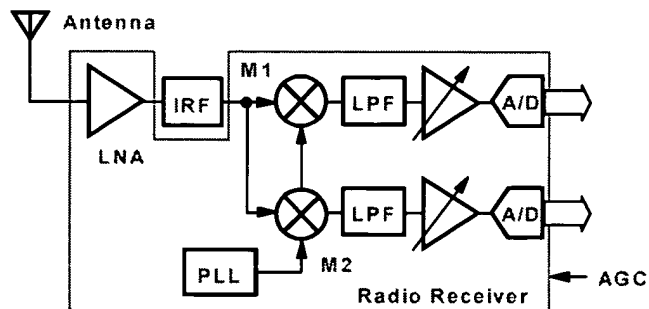 Antenna
M1
IRF
LPF
A/D
LNA
LPF
A/D
PLL
M2
AGC
Radio Receiver